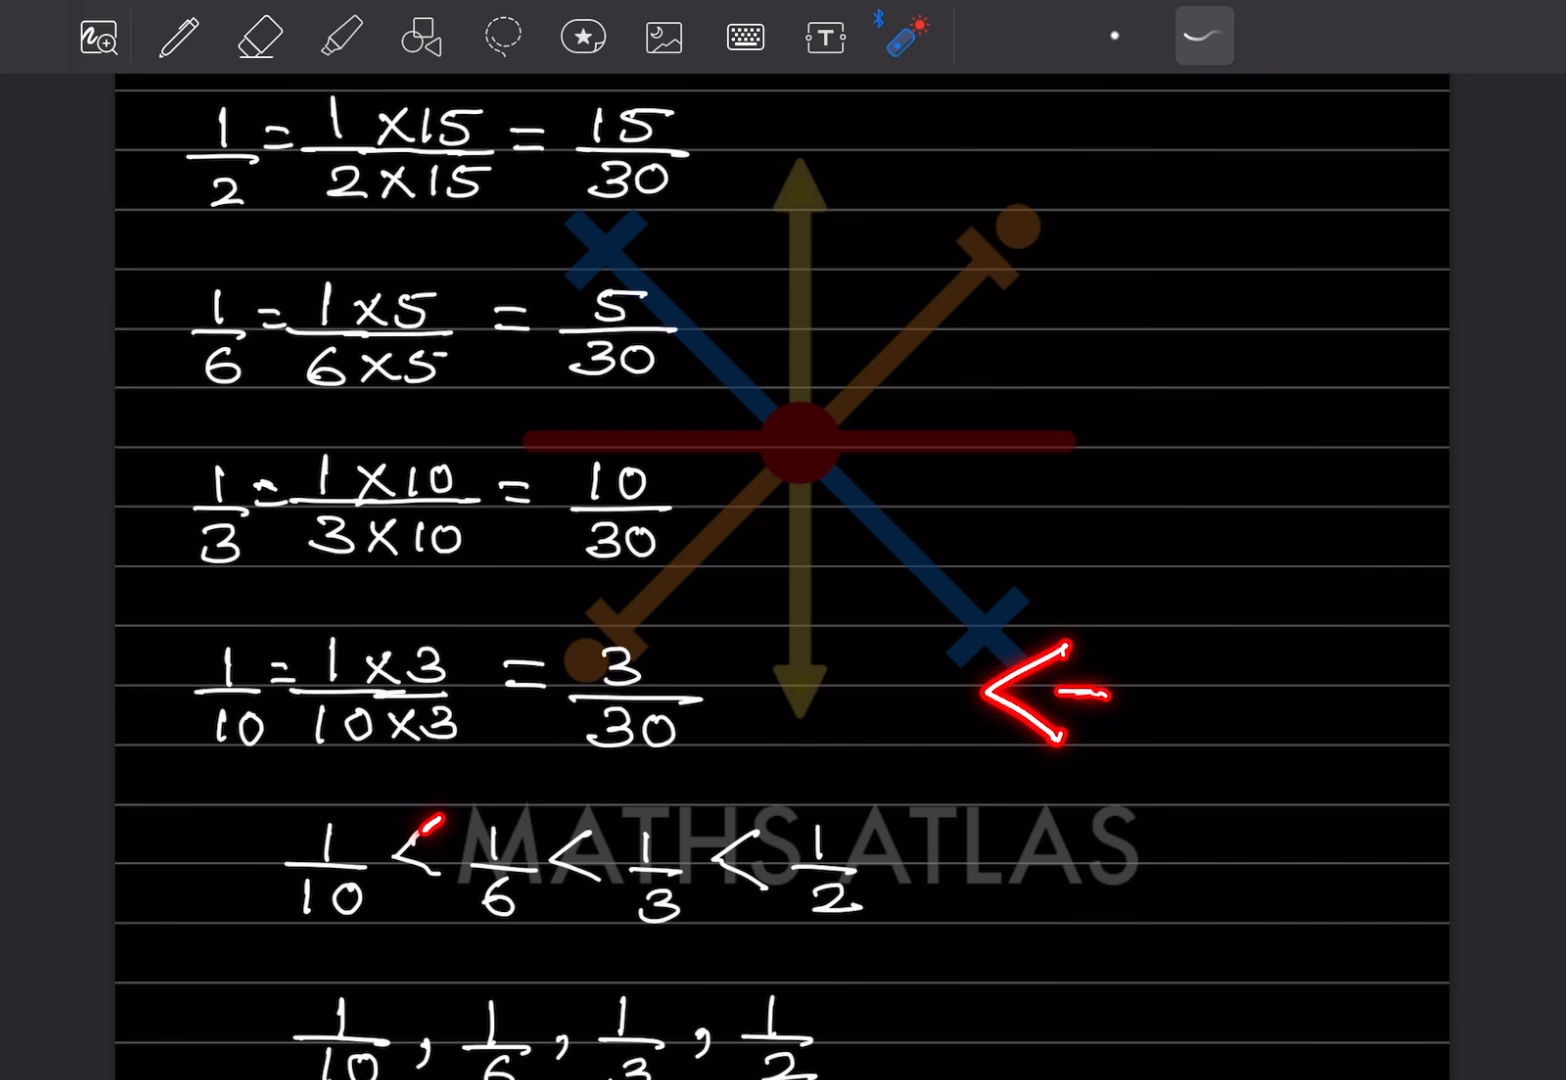 1/2 = 1 ×15/2×15 = 15/30
1/6 = 1 ×5/6 ×5 = 5/30
1/3 = 1 ×10/3×10 = 10/30
1/10 = 1 ×3/10×3 = 3/30
< -
MATHS ATLAS
1/10 < 1/6 < 1/3 < 1/2
1/10 , 1/6 , 1/3 , 1/2